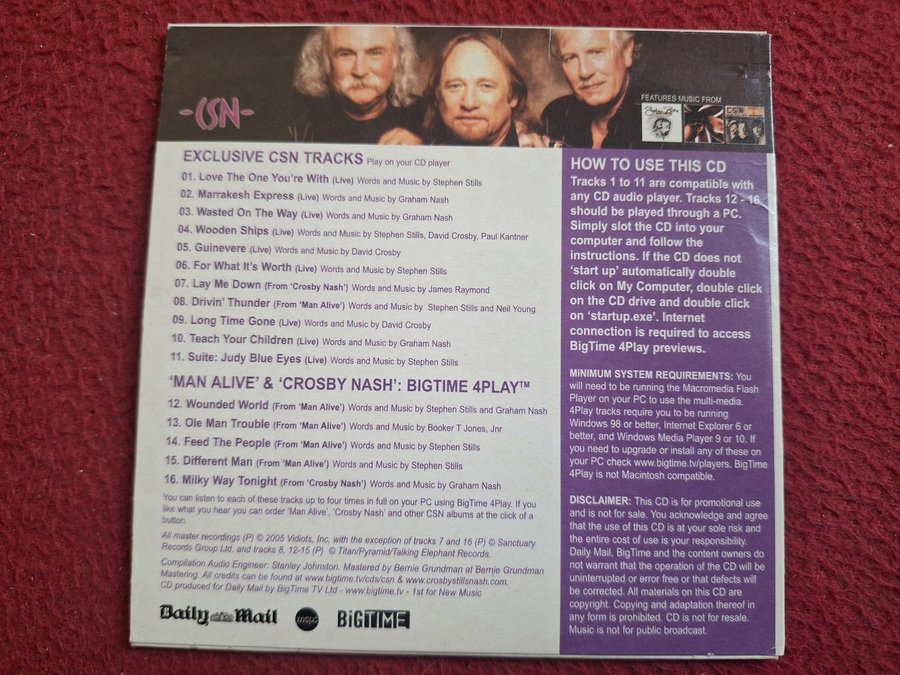 -CSN-
FEATURES MUSIC FROM
EXCLUSIVE CSN TRACKS Play on your CD player
01. Love The One You're With (Live) Words and Music by Stephen Stills
02. Marrakesh Express (Live) Words and Music by Graham Nash
03. Wasted On The Way (Live) Words and Music by Graham Nash
04. Wooden Ships (Live) Words and Music by Stephen Stills, David Crosby, Paul Kantner
05. Guinevere (Live) Words and Music by David Crosby
06. For What It's Worth (Live) Words and Music by Stephen Stills
07. Lay Me Down (From 'Crosby Nash') Words and Music by James Raymond
08. Drivin' Thunder (From 'Man Alive') Words and Music by Stephen Stills and Neil Young
09. Long Time Gone (Live) Words and Music by David Crosby
10. Teach Your Children (Live) Words and Music by Graham Nash
11. Suite: Judy Blue Eyes (Live) Words and Music by Stephen Stills
'MAN ALIVE' & 'CROSBY NASH': BIGTIME 4PLAY™
12. Wounded World (From 'Man Alive') Words and Music by Stephen Stills and Graham Nash
13. Ole Man Trouble (From 'Man Alive') Words and Music by Booker T Jones, Jnr
14. Feed The People (From 'Man Alive') Words and Music by Stephen Stills
15. Different Man (From 'Man Alive') Words and Music by Stephen Stills
16. Milky Way Tonight (From 'Crosby Nash') Words and Music by Graham Nash
You can listen to each of these tracks up to four times in full on your PC using BigTime 4Play. If you
like what you hear you can order 'Man Alive', 'Crosby Nash' and other CSN albums at the click of a
button.
All master recordings (P) © 2005 Vidiots, Inc, with the exception of tracks 7 and 16 (P) © Sanctuary
Records Group Ltd, and tracks 8, 12-15 (P) © Titan/Pyramid/Talking Elephant Records.
Compilation Audio Engineer: Stanley Johnston. Mastered by Bernie Grundman at Bernie Grundman
Mastering. All credits can be found at www.bigtime.tv/cds/csn & www.crosbystillsnash.com.
CD produced for Daily Mail by BigTime TV Ltd - www.bigtime.tv - 1st for New Music
Daily Mail mcps BiGTIME
HOW TO USE THIS CD
Tracks 1 to 11 are compatible with
any CD audio player. Tracks 12 - 16
should be played through a PC.
Simply slot the CD into your
computer and follow the
instructions. If the CD does not
'start up' automatically double
click on My Computer, double click
on the CD drive and double click
on 'startup.exe'. Internet
connection is required to access
BigTime 4Play previews.
MINIMUM SYSTEM REQUIREMENTS: You
will need to be running the Macromedia Flash
Player on your PC to use the multi-media.
4Play tracks require you to be running
Windows 98 or better, Internet Explorer 6 or
better, and Windows Media Player 9 or 10. If
you need to upgrade or install any of these on
your PC check www.bigtime.tv/players. BigTime
4Play is not Macintosh compatible.
DISCLAIMER: This CD is for promotional use
and is not for sale. You acknowledge and agree
that the use of this CD is at your sole risk and
the entire cost of use is your responsibility.
Daily Mail, BigTime and the content owners do
not warrant that the operation of the CD will be
uninterrupted or error free or that defects will
be corrected. All materials on this CD are
copyright. Copying and adaptation thereof in
any form is prohibited. CD is not for resale.
Music is not for public broadcast.